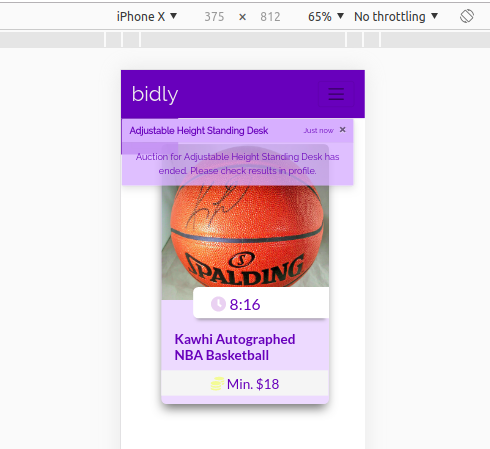 iPhone X ▼ 375 × 812 65% ▼ No throttling ▼
bidly
Adjustable Height Standing Desk Just now ×
Auction for Adjustable Height Standing Desk has
ended. Please check results in profile.
SPALDING
8:16
Kawhi Autographed
NBA Basketball
Min. $18